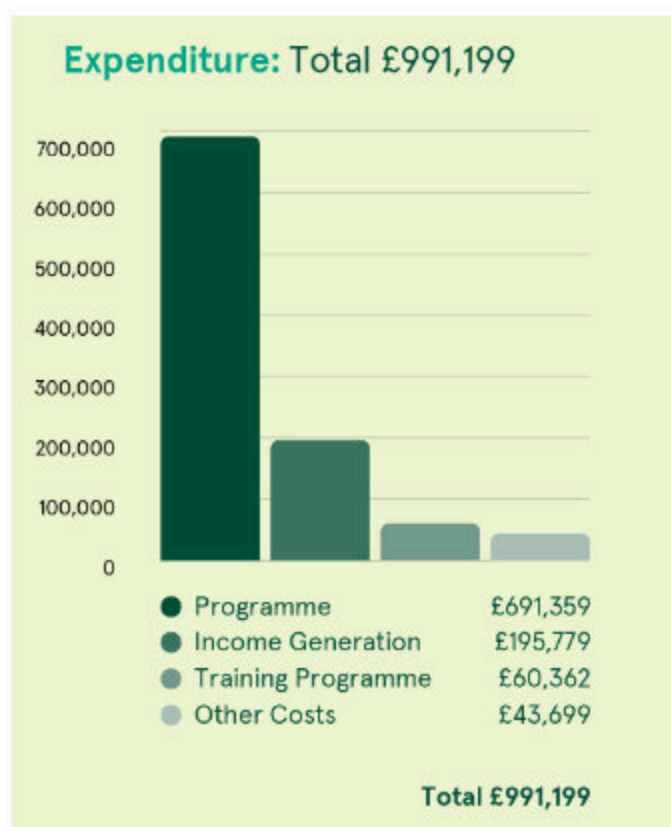 Expenditure: Total £991,199
700,000
600,000
500,000
400,000
300,000
200,000
100,000
0
Programme £691,359
Income Generation £195,779
Training Programme £60,362
Other Costs £43,699
Total £991,199